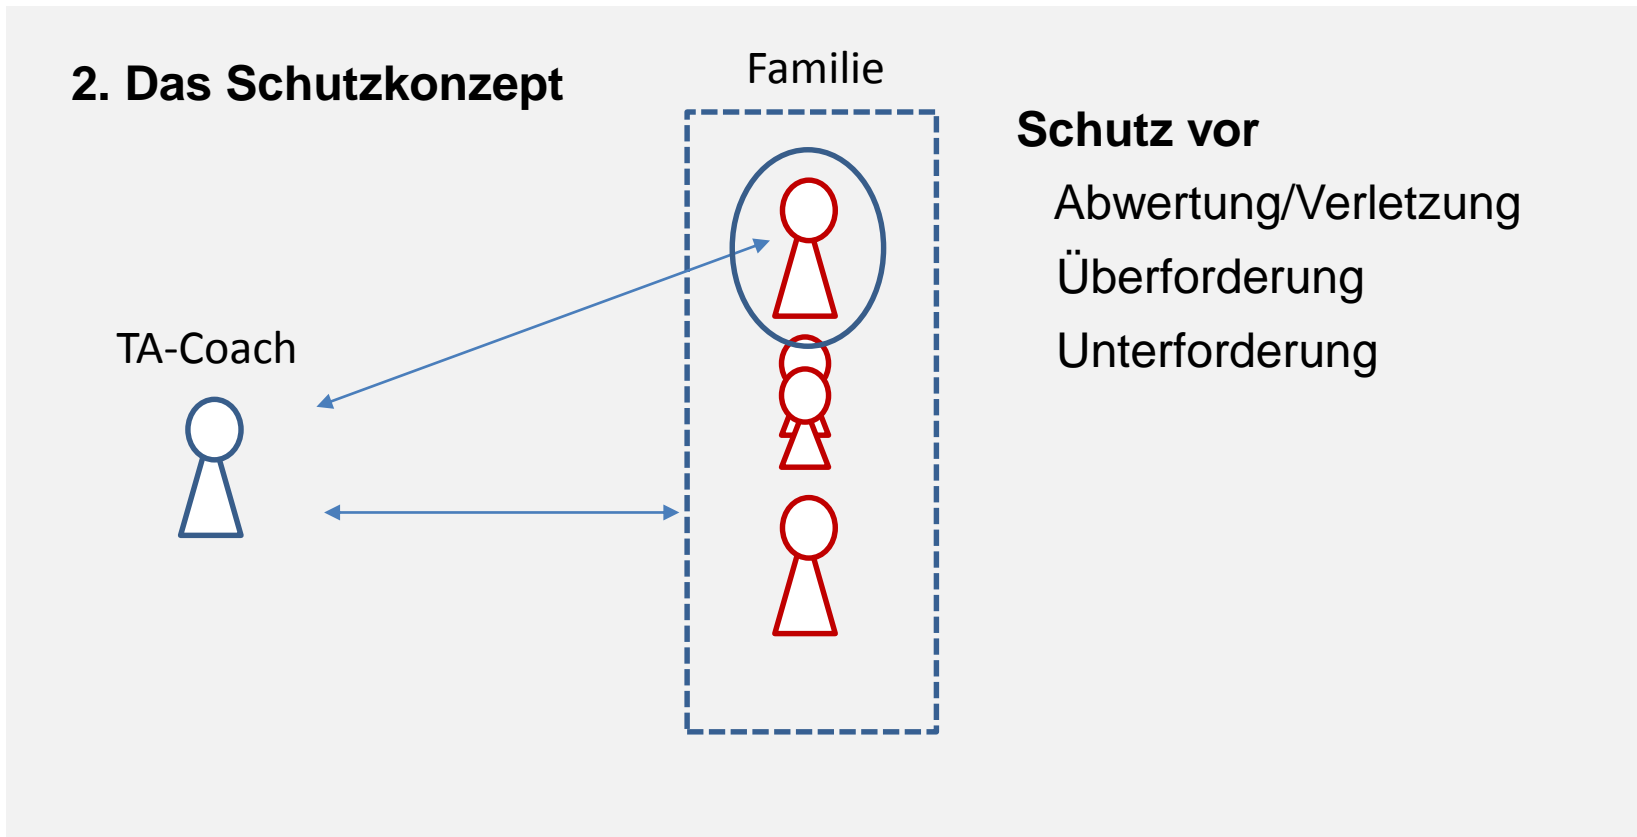 2. Das Schutzkonzept
Familie
Schutz vor
Abwertung/Verletzung
Überforderung
Unterforderung
TA-Coach